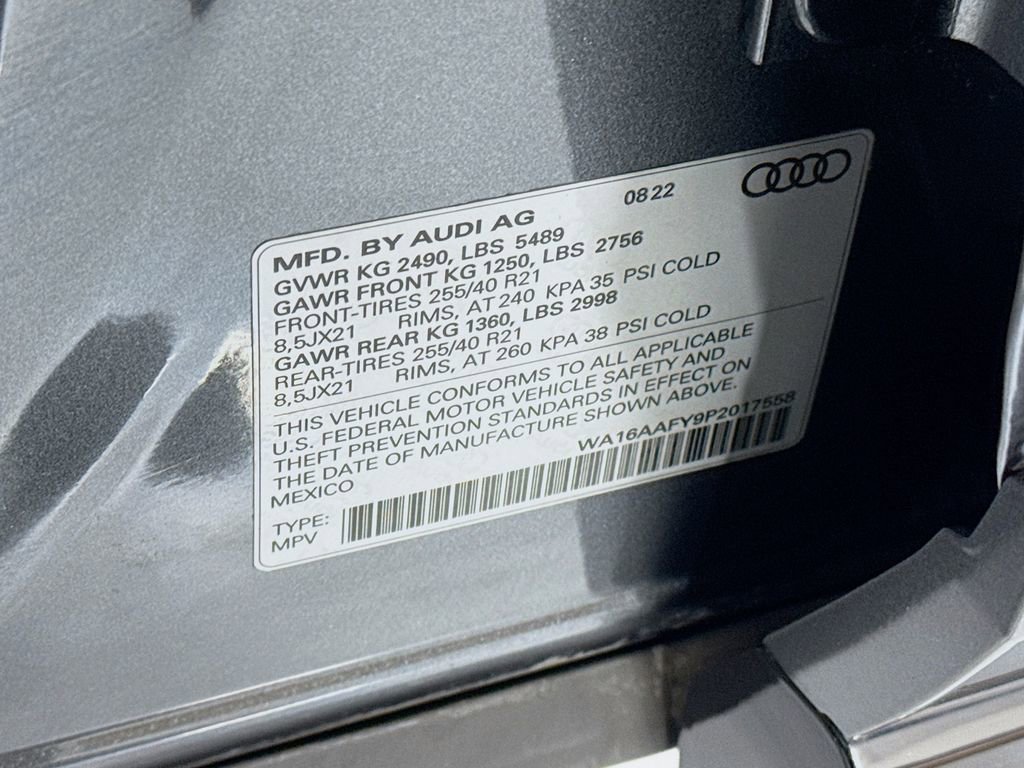 MFD. BY AUDI AG 0822
GVWR KG 2490, LBS 5489
GAWR FRONT KG 1250, LBS 2756
FRONT-TIRES 255/40 R21
8,5JX21 RIMS, AT 240 KPA 35 PSI COLD
GAWR REAR KG 1360, LBS 2998
REAR-TIRES 255/40 R21
8,5JX21 RIMS, AT 260 KPA 38 PSI COLD
THIS VEHICLE CONFORMS TO ALL APPLICABLE
U.S. FEDERAL MOTOR VEHICLE SAFETY AND
THEFT PREVENTION STANDARDS IN EFFECT ON
THE DATE OF MANUFACTURE SHOWN ABOVE.
MEXICO WA16AAFY9P2017558
TYPE:
MPV